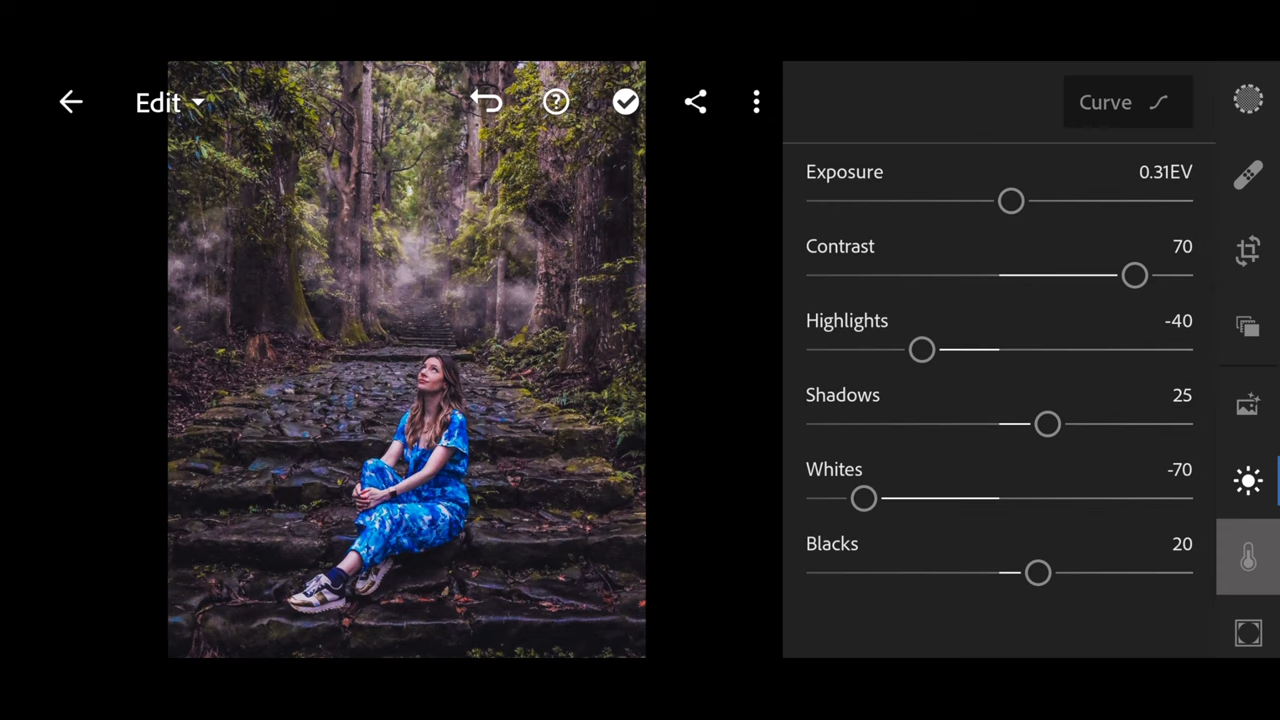 Edit
Curve
Exposure 0.31EV
Contrast 70
Highlights -40
Shadows 25
Whites -70
Blacks 20